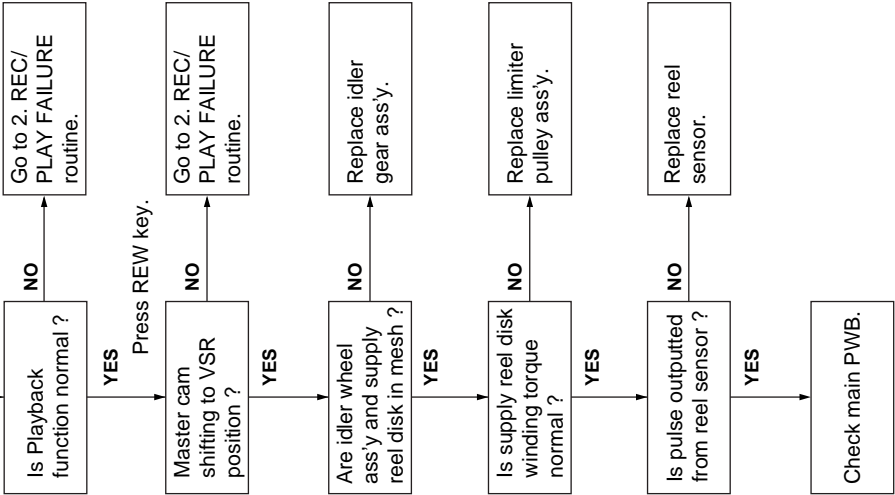 Is Playback
function normal ?
NO
Go to 2. REC/
PLAY FAILURE
routine.
YES
Press REW key.
Master cam
shifting to VSR
position ?
NO
Go to 2. REC/
PLAY FAILURE
routine.
YES
Are idler wheel
ass'y and supply
reel disk in mesh ?
NO
Replace idler
gear ass'y.
YES
Is supply reel disk
winding torque
normal ?
NO
Replace limiter
pulley ass'y.
YES
Is pulse outputted
from reel sensor ?
NO
Replace reel
sensor.
YES
Check main PWB.